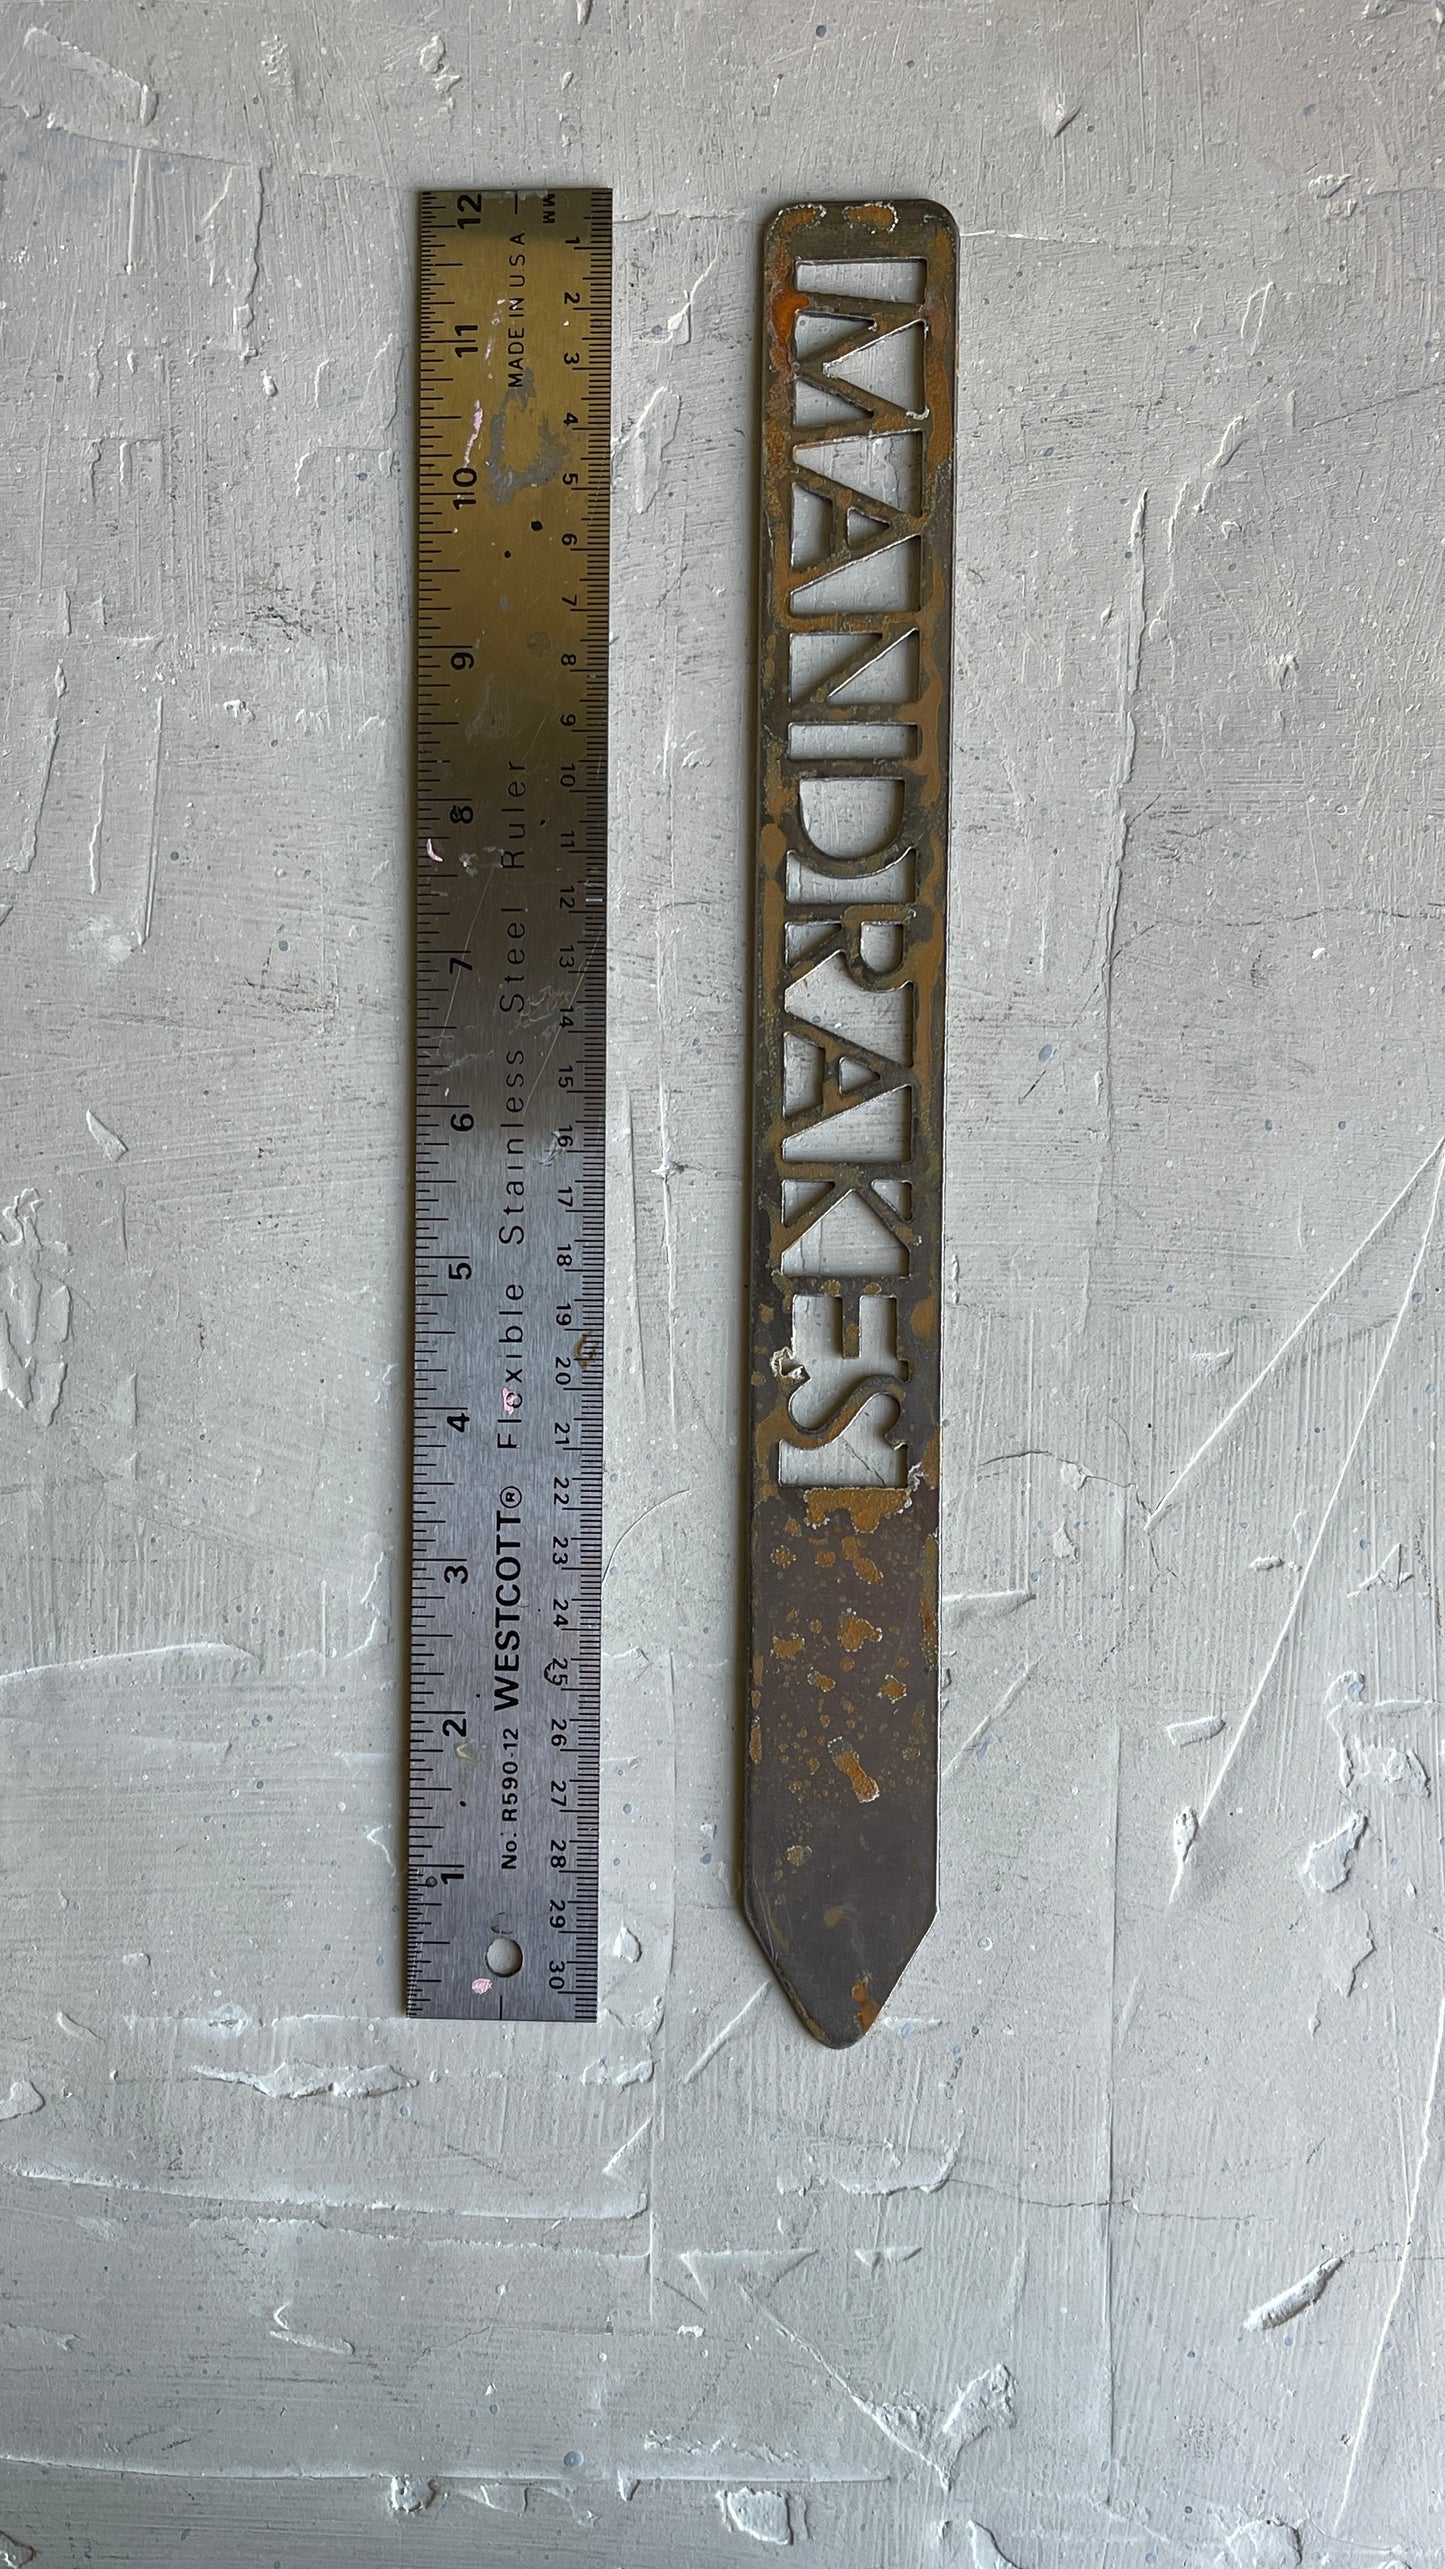 12 11 10 9 8 7 6 5 4 3 2 1
No: R590-12 WESTCOTT® Flexible Stainless Steel Ruler MADE IN U.S.A.
MM 1 2 3 4 5 6 7 8 9 10 11 12 13 14 15 16 17 18 19 20 21 22 23 24 25 26 27 28 29 30
MANDRAKES